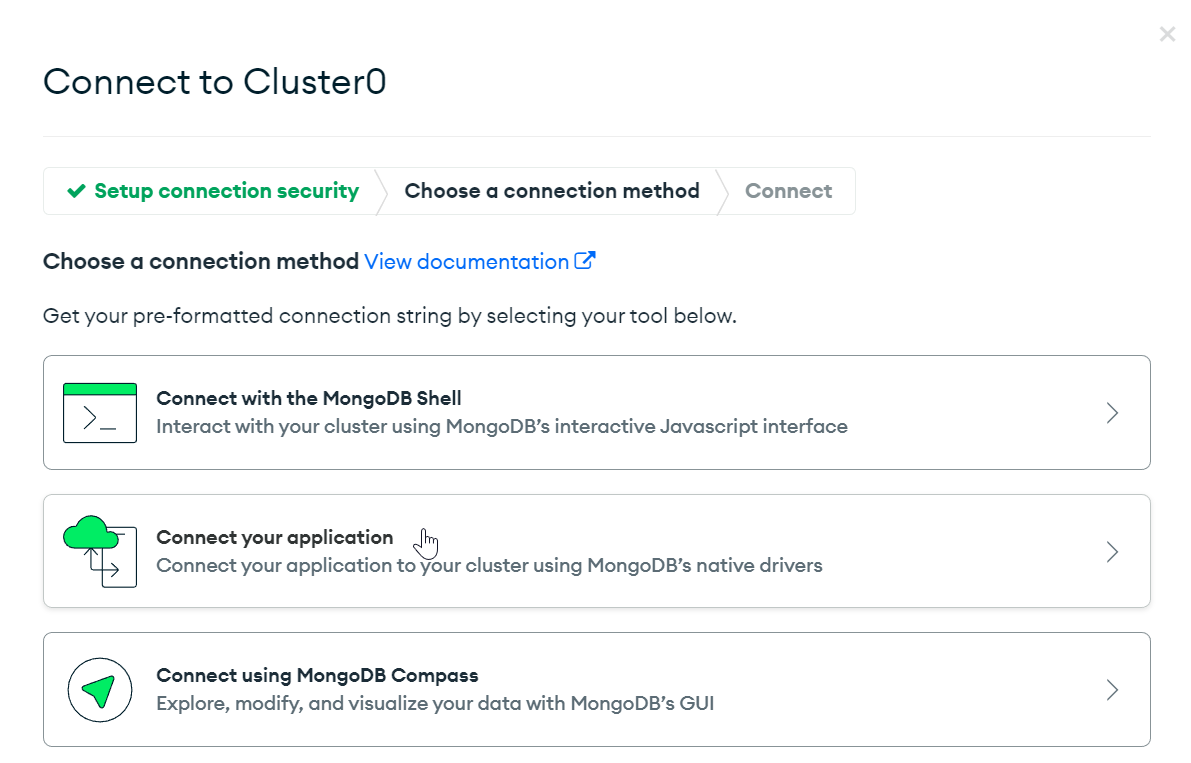 Connect to Cluster0
Setup connection security
Choose a connection method
Connect
Choose a connection method View documentation
Get your pre-formatted connection string by selecting your tool below.
Connect with the MongoDB Shell
Interact with your cluster using MongoDB’s interactive Javascript interface
Connect your application
Connect your application to your cluster using MongoDB’s native drivers
Connect using MongoDB Compass
Explore, modify, and visualize your data with MongoDB’s GUI